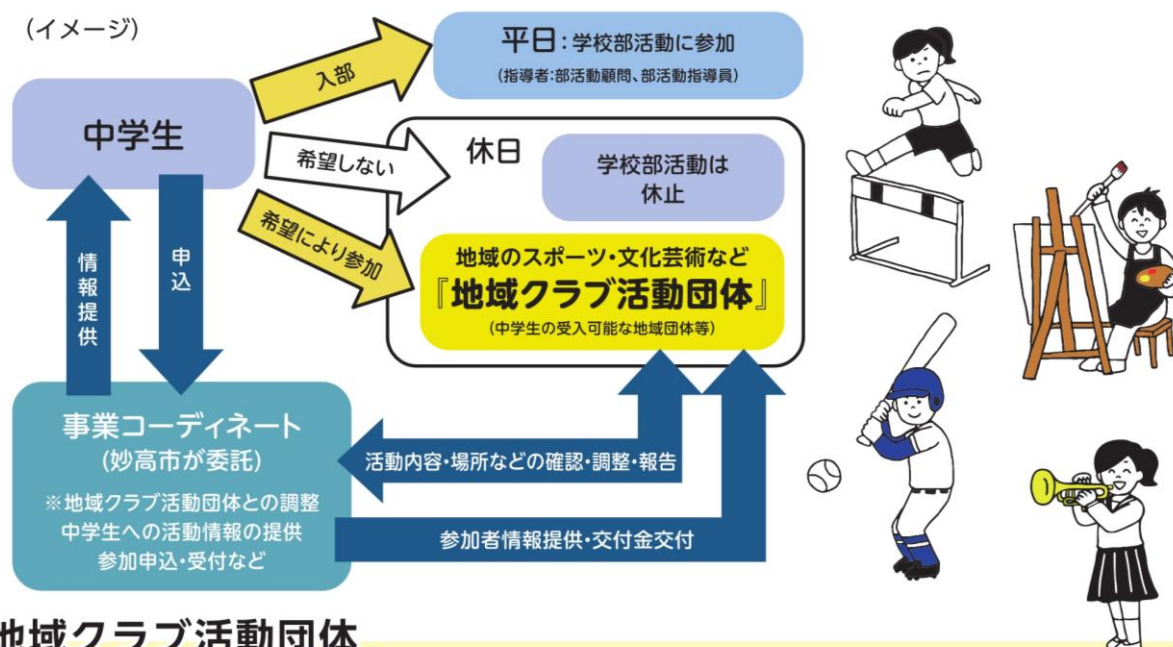 (イメージ)
平日:学校部活動に参加
(指導者:部活動顧問、部活動指導員)
入部
中学生
希望しない
休日
学校部活動は
休止
希望により参加
地域のスポーツ・文化芸術など
『地域クラブ活動団体』
(中学生の受入可能な地域団体等)
情報提供
申込
事業コーディネート
(妙高市が委託)
※地域クラブ活動団体との調整
中学生への活動情報の提供
参加申込・受付など
活動内容・場所などの確認・調整・報告
参加者情報提供・交付金交付
地域クラブ活動団体